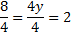 8/4 = 4y/4 = 2